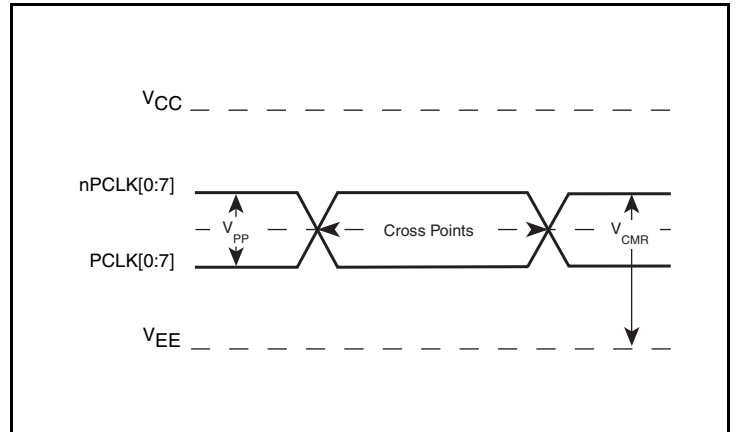 VCC
nPCLK[0:7]
VPP
Cross Points
VCMR
PCLK[0:7]
VEE